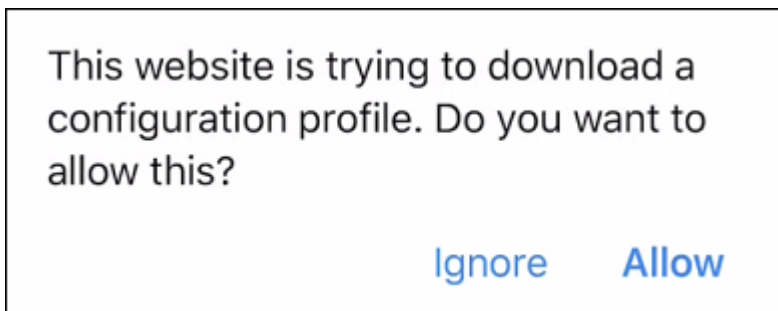 This website is trying to download a
configuration profile. Do you want to
allow this?
Ignore Allow